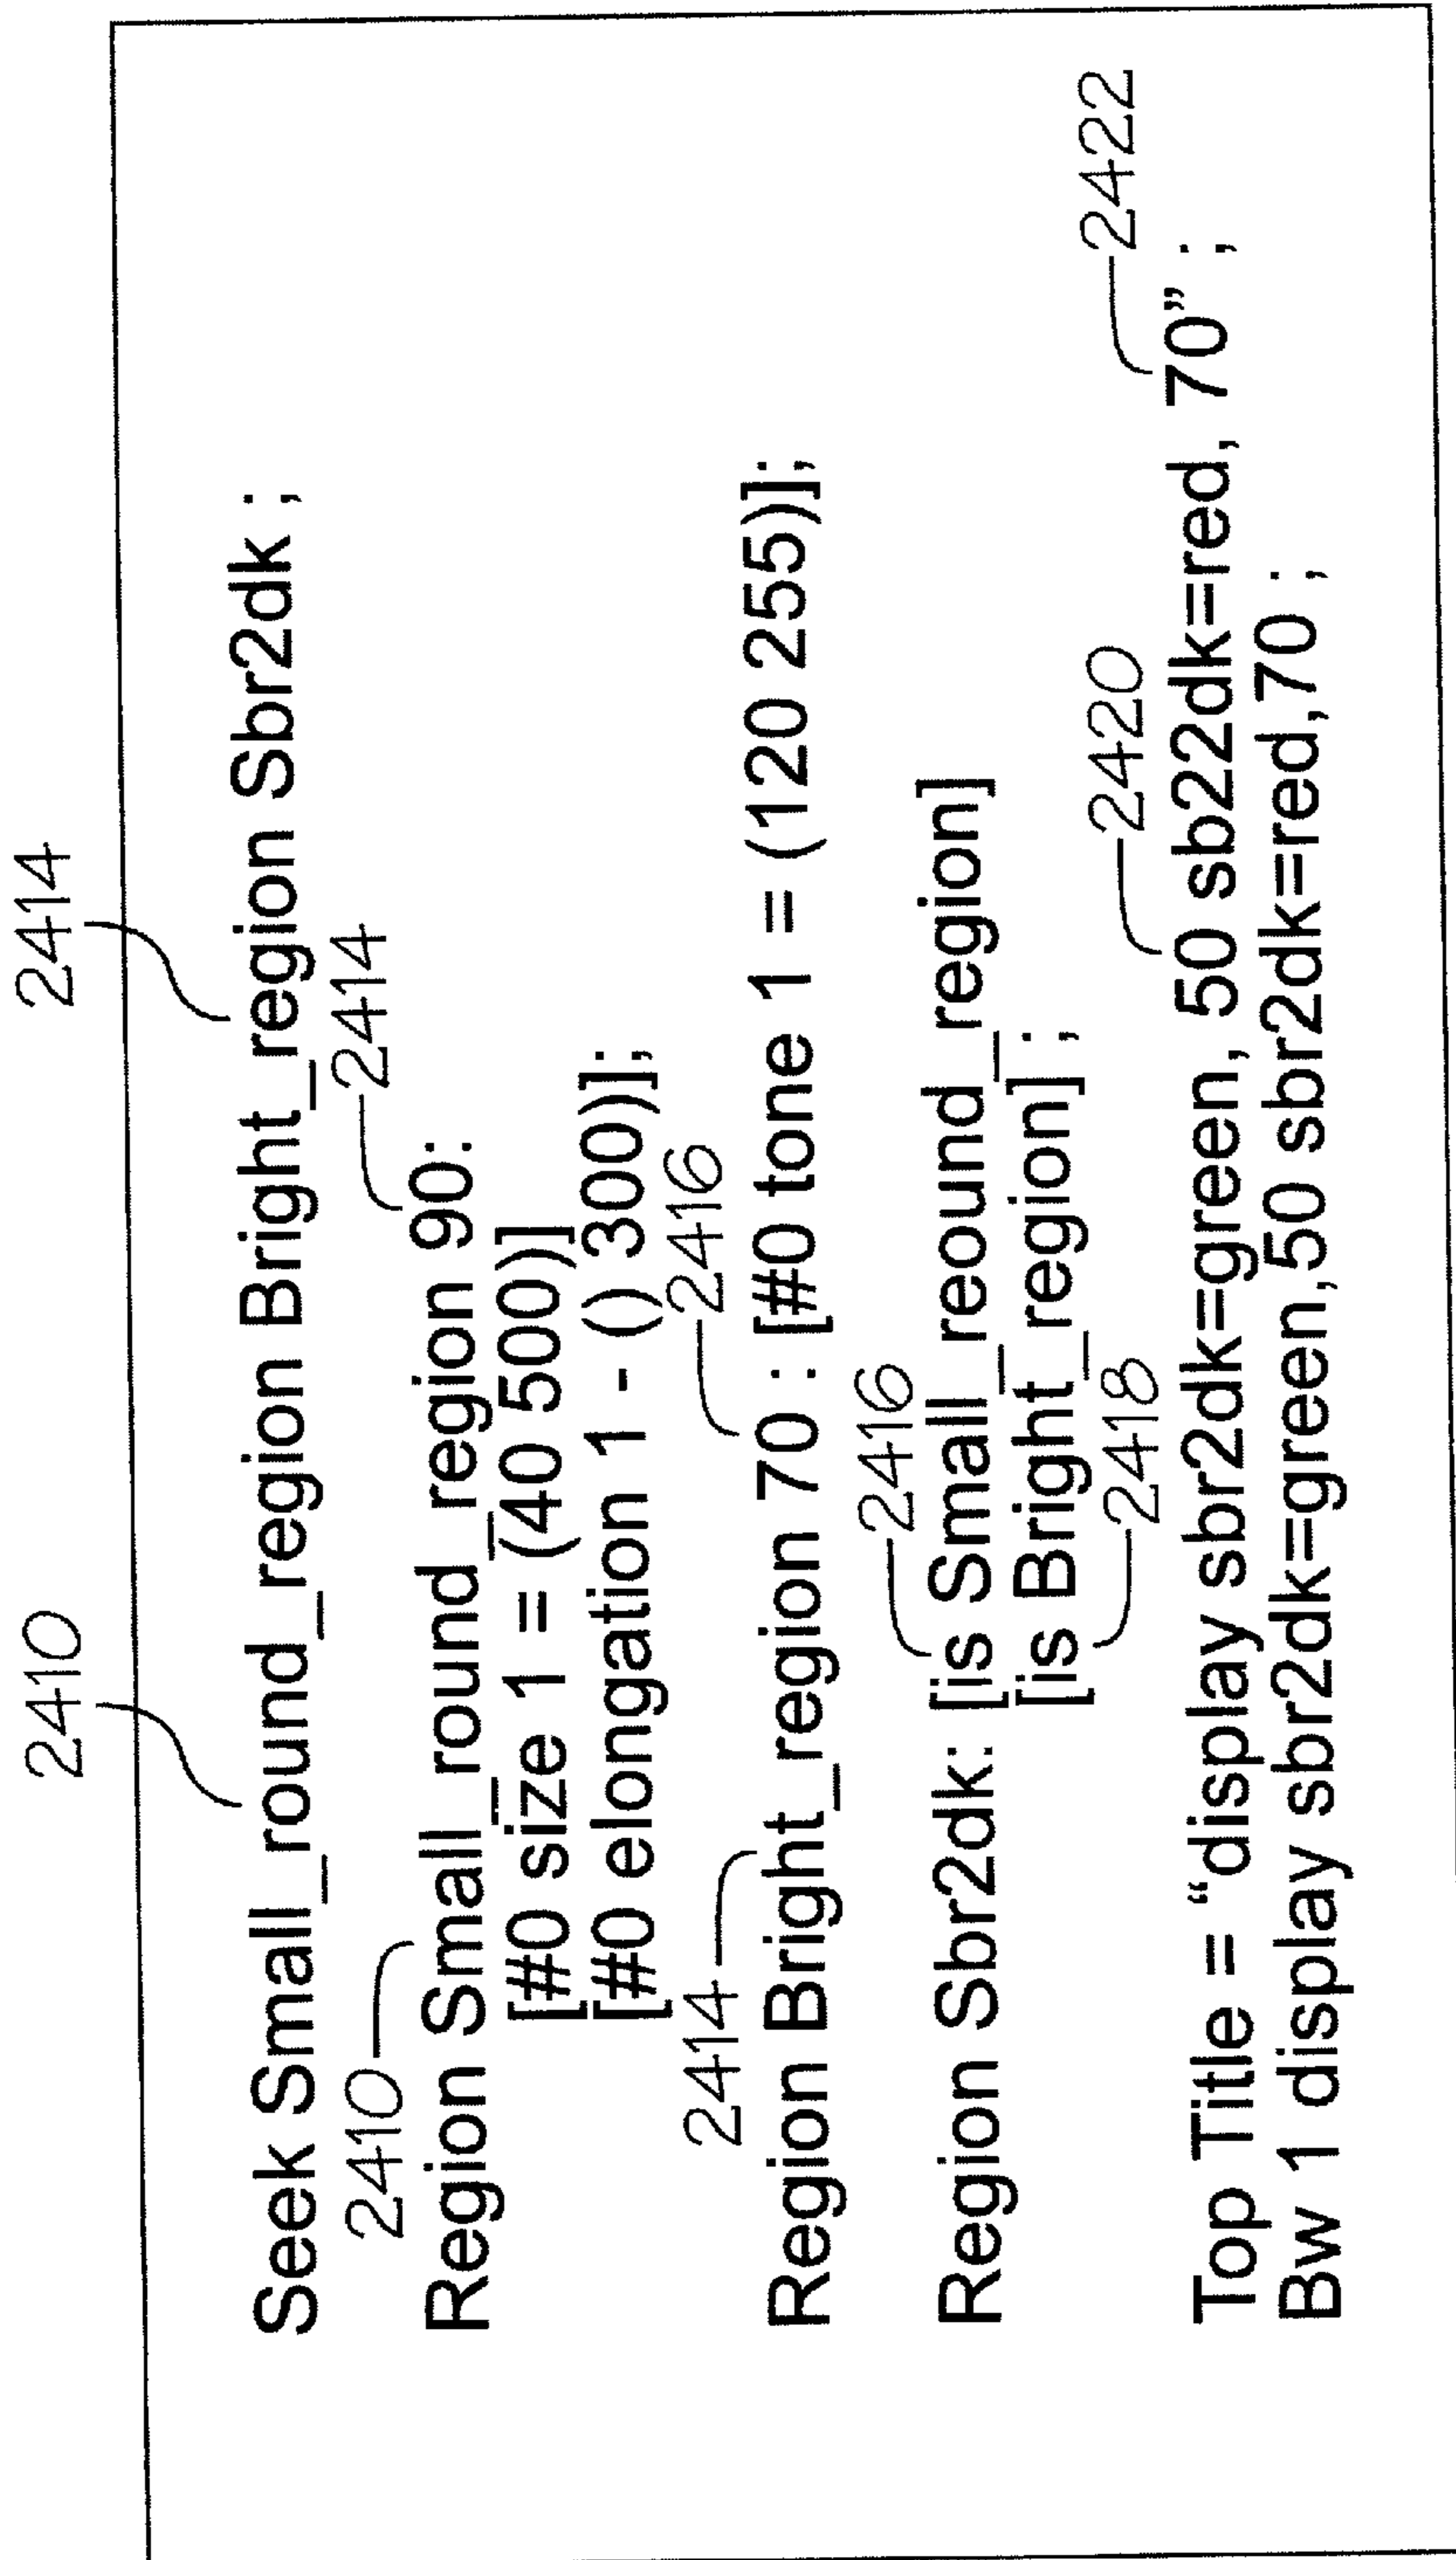 2410 2414
Seek Small_round_region Bright_region Sbr2dk ;
2410 2414
Region Small_round_region 90:
[#0 size 1 = (40 500)]
[#0 elongation 1 - () 300)];
2414 2416
Region Bright_region 70 : [#0 tone 1 = (120 255)];
2416
Region Sbr2dk: [is Small_reound_region]
[is Bright_region] ;
2418 2420 2422
Top Title = “display sbr2dk=green, 50 sb22dk=red, 70” ;
Bw 1 display sbr2dk=green,50 sbr2dk=red,70 ;